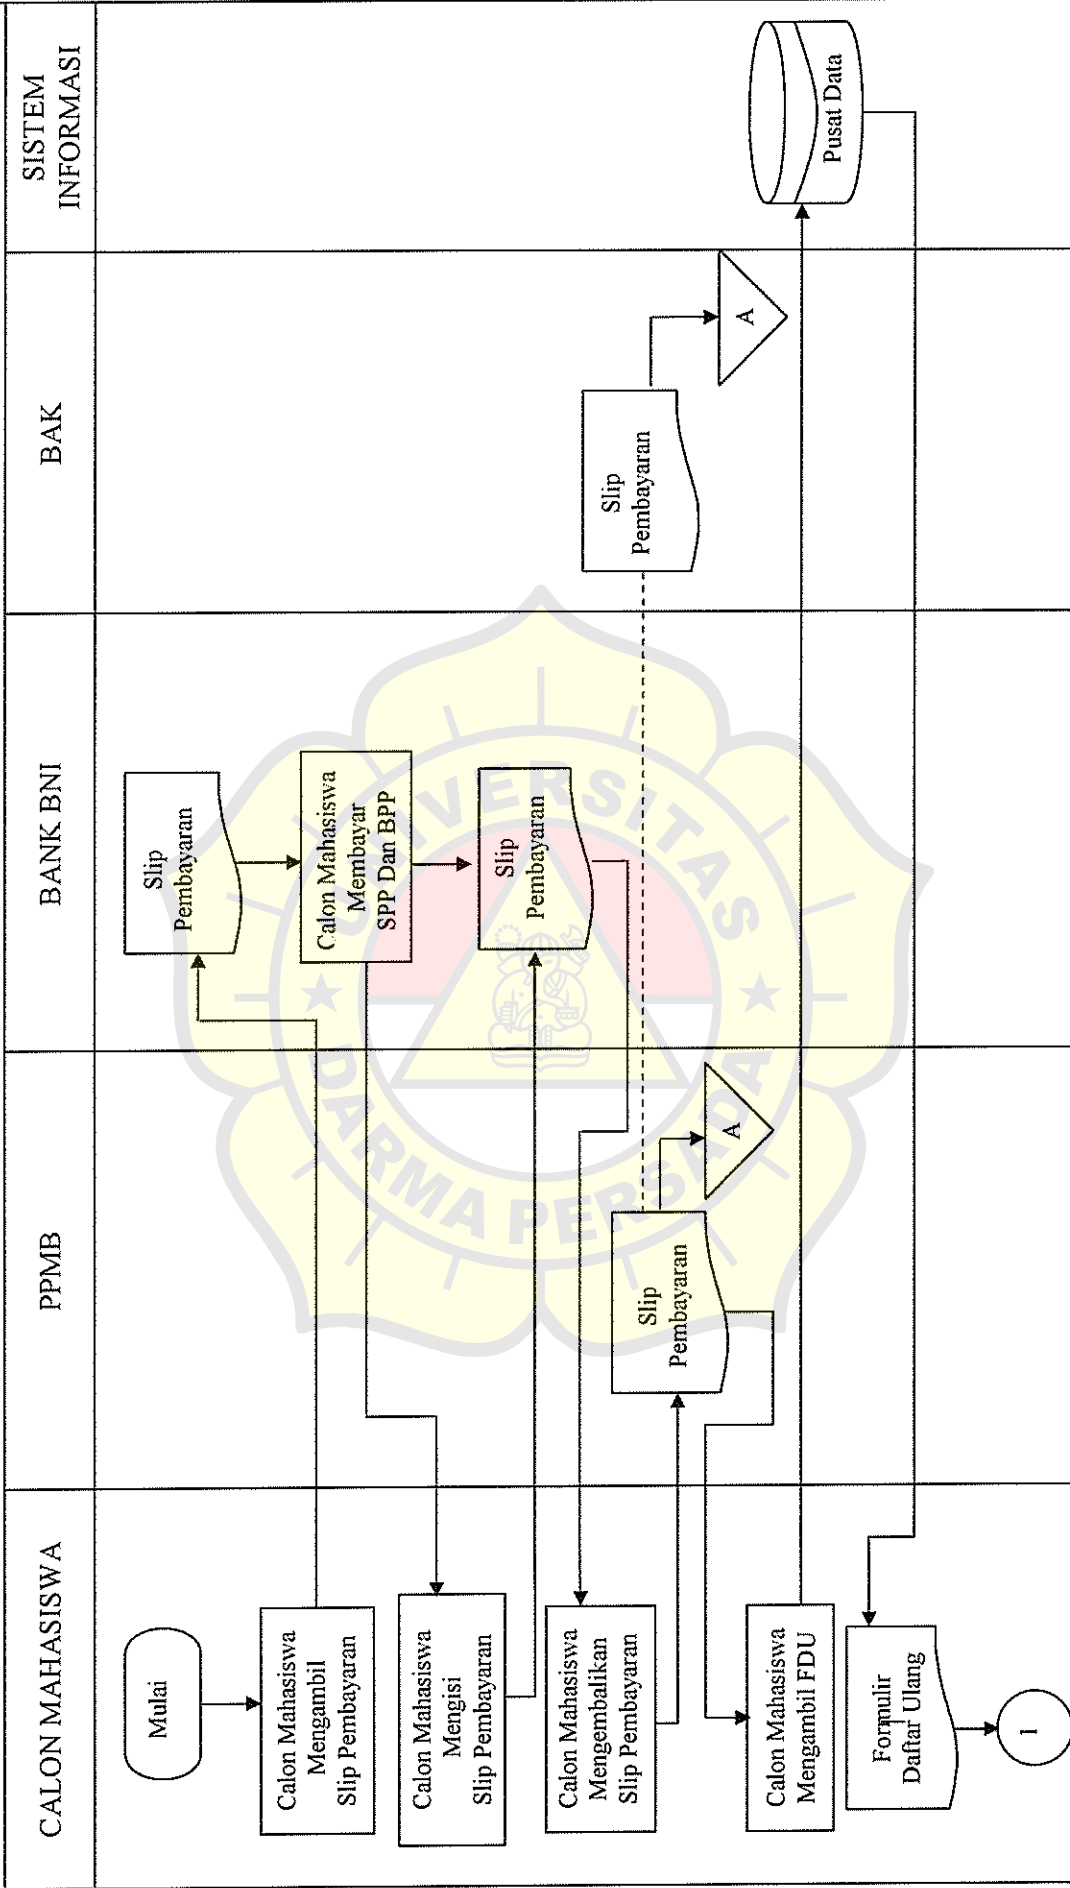 CALON MAHASISWA
PPMB
BANK BNI
BAK
SISTEM
INFORMASI
Mulai
Calon Mahasiswa
Mengambil
Slip Pembayaran
Slip
Pembayaran
Calon Mahasiswa
Membayar
SPP Dan BPP
Calon Mahasiswa
Mengisi
Slip Pembayaran
Slip
Pembayaran
Calon Mahasiswa
Mengembalikan
Slip Pembayaran
Slip
Pembayaran
A
Slip
Pembayaran
A
Calon Mahasiswa
Mengambil FDU
Pusat Data
Formulir
Daftar Ulang
1
UNIVERSITAS
DARMA PERSADA